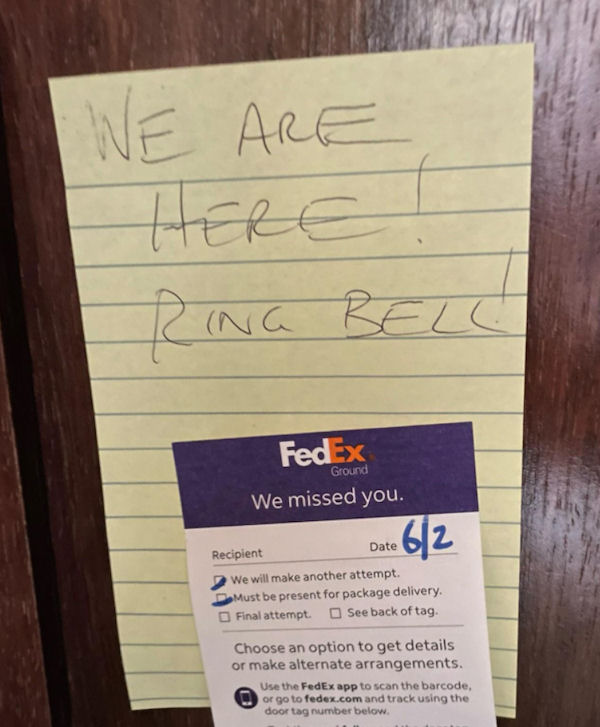 WE ARE
HERE!
RING BELL!
FedEx
Ground
We missed you.
Recipient
Date 6/2
We will make another attempt.
Must be present for package delivery.
Final attempt. See back of tag.
Choose an option to get details
or make alternate arrangements.
Use the FedEx app to scan the barcode,
or go to fedex.com and track using the
door tag number below.